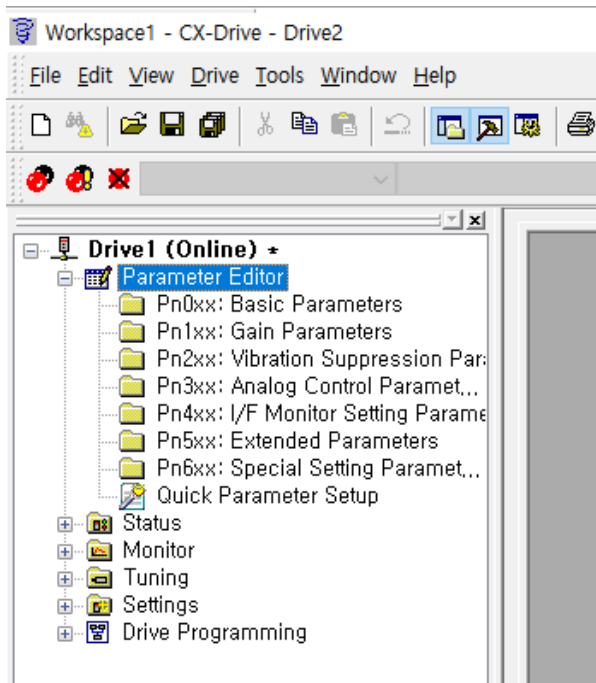 Workspace1 - CX-Drive - Drive2
File Edit View Drive Tools Window Help
Drive1 (Online) *
Parameter Editor
Pn0xx: Basic Parameters
Pn1xx: Gain Parameters
Pn2xx: Vibration Suppression Par
Pn3xx: Analog Control Paramet...
Pn4xx: I/F Monitor Setting Parame
Pn5xx: Extended Parameters
Pn6xx: Special Setting Paramet...
Quick Parameter Setup
Status
Monitor
Tuning
Settings
Drive Programming